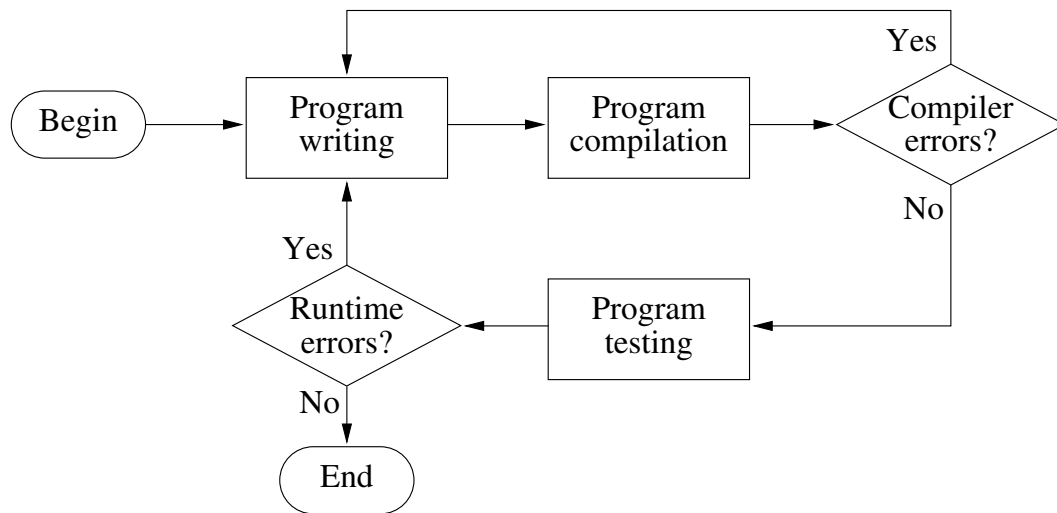 Yes
Begin
Program
writing
Program
compilation
Compiler
errors?
No
Yes
Runtime
errors?
Program
testing
No
End